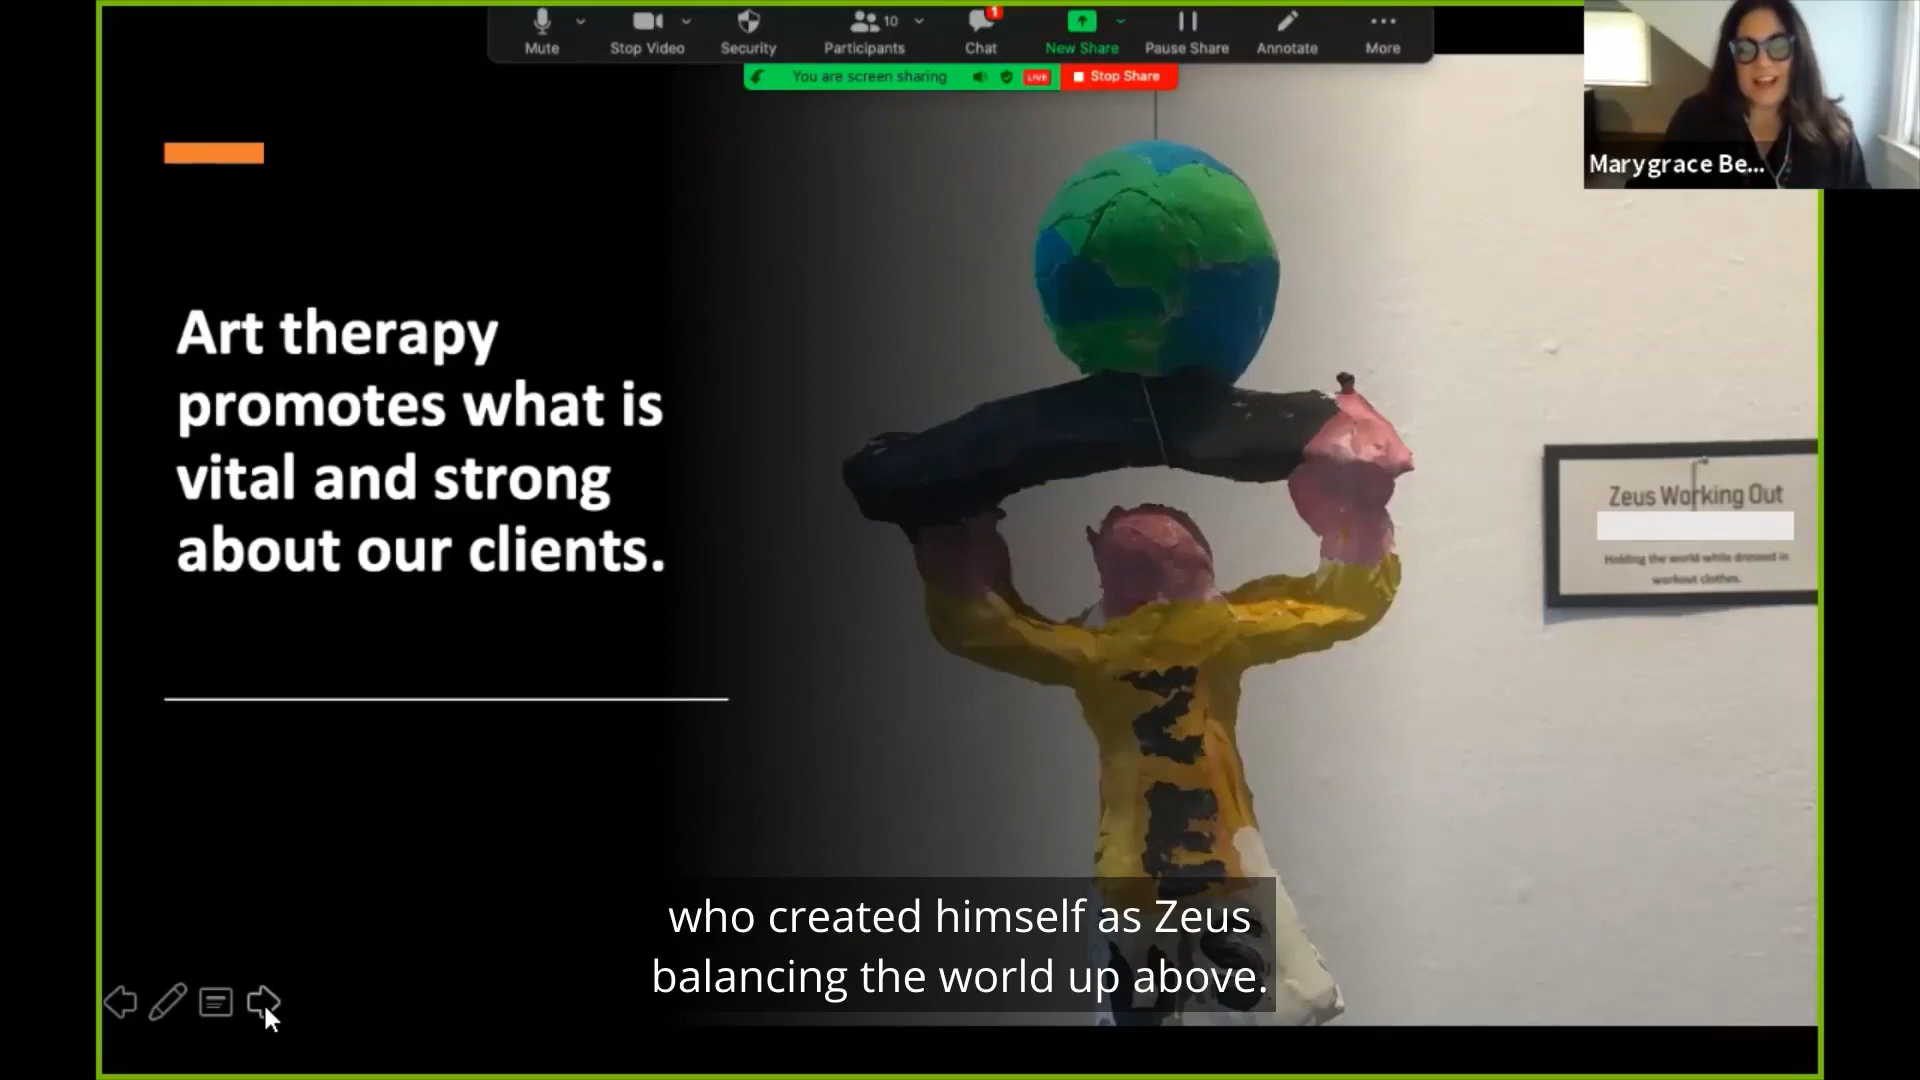 Mute
Stop Video
Security
Participants
10
Chat
1
New Share
Pause Share
Annotate
More
You are screen sharing
LIVE
Stop Share
Marygrace Be...
Art therapy
promotes what is
vital and strong
about our clients.
Zeus Working Out
Holding the world while dressed in
workout clothes.
ZEUS
who created himself as Zeus
balancing the world up above.